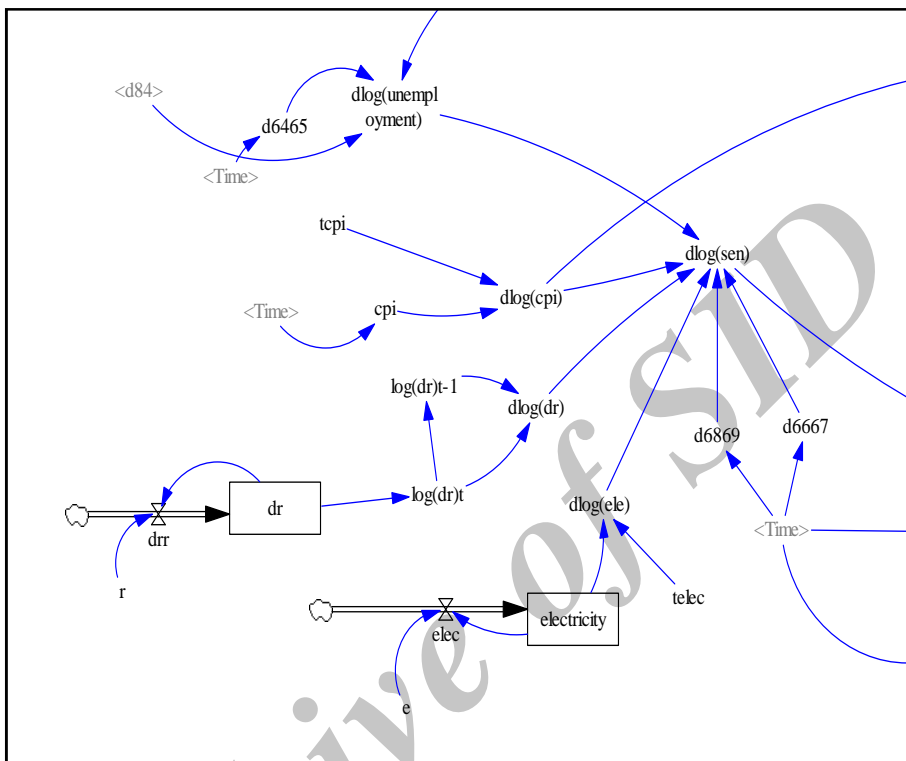 <d84>
dlog(unempl
oyment)
d6465
<Time>
tcpi
dlog(sen)
<Time>
cpi
dlog(cpi)
log(dr)t-1
dlog(dr)
d6869
d6667
dr
log(dr)t
dlog(ele)
<Time>
drr
r
telec
electricity
elec
e
ive of SID